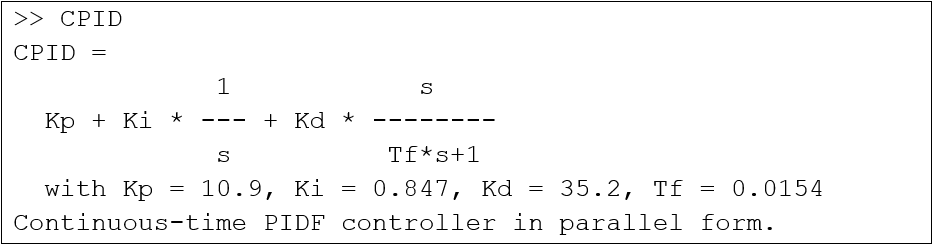 >> CPID
CPID =
1 s
Kp + Ki * --- + Kd * --------
s Tf*s+1
with Kp = 10.9, Ki = 0.847, Kd = 35.2, Tf = 0.0154
Continuous-time PIDF controller in parallel form.